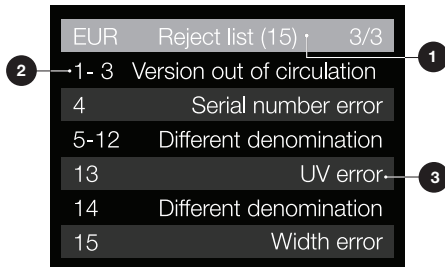 EUR Reject list (15) 3/3
1
2
1- 3 Version out of circulation
4 Serial number error
5-12 Different denomination
13 UV error
3
14 Different denomination
15 Width error